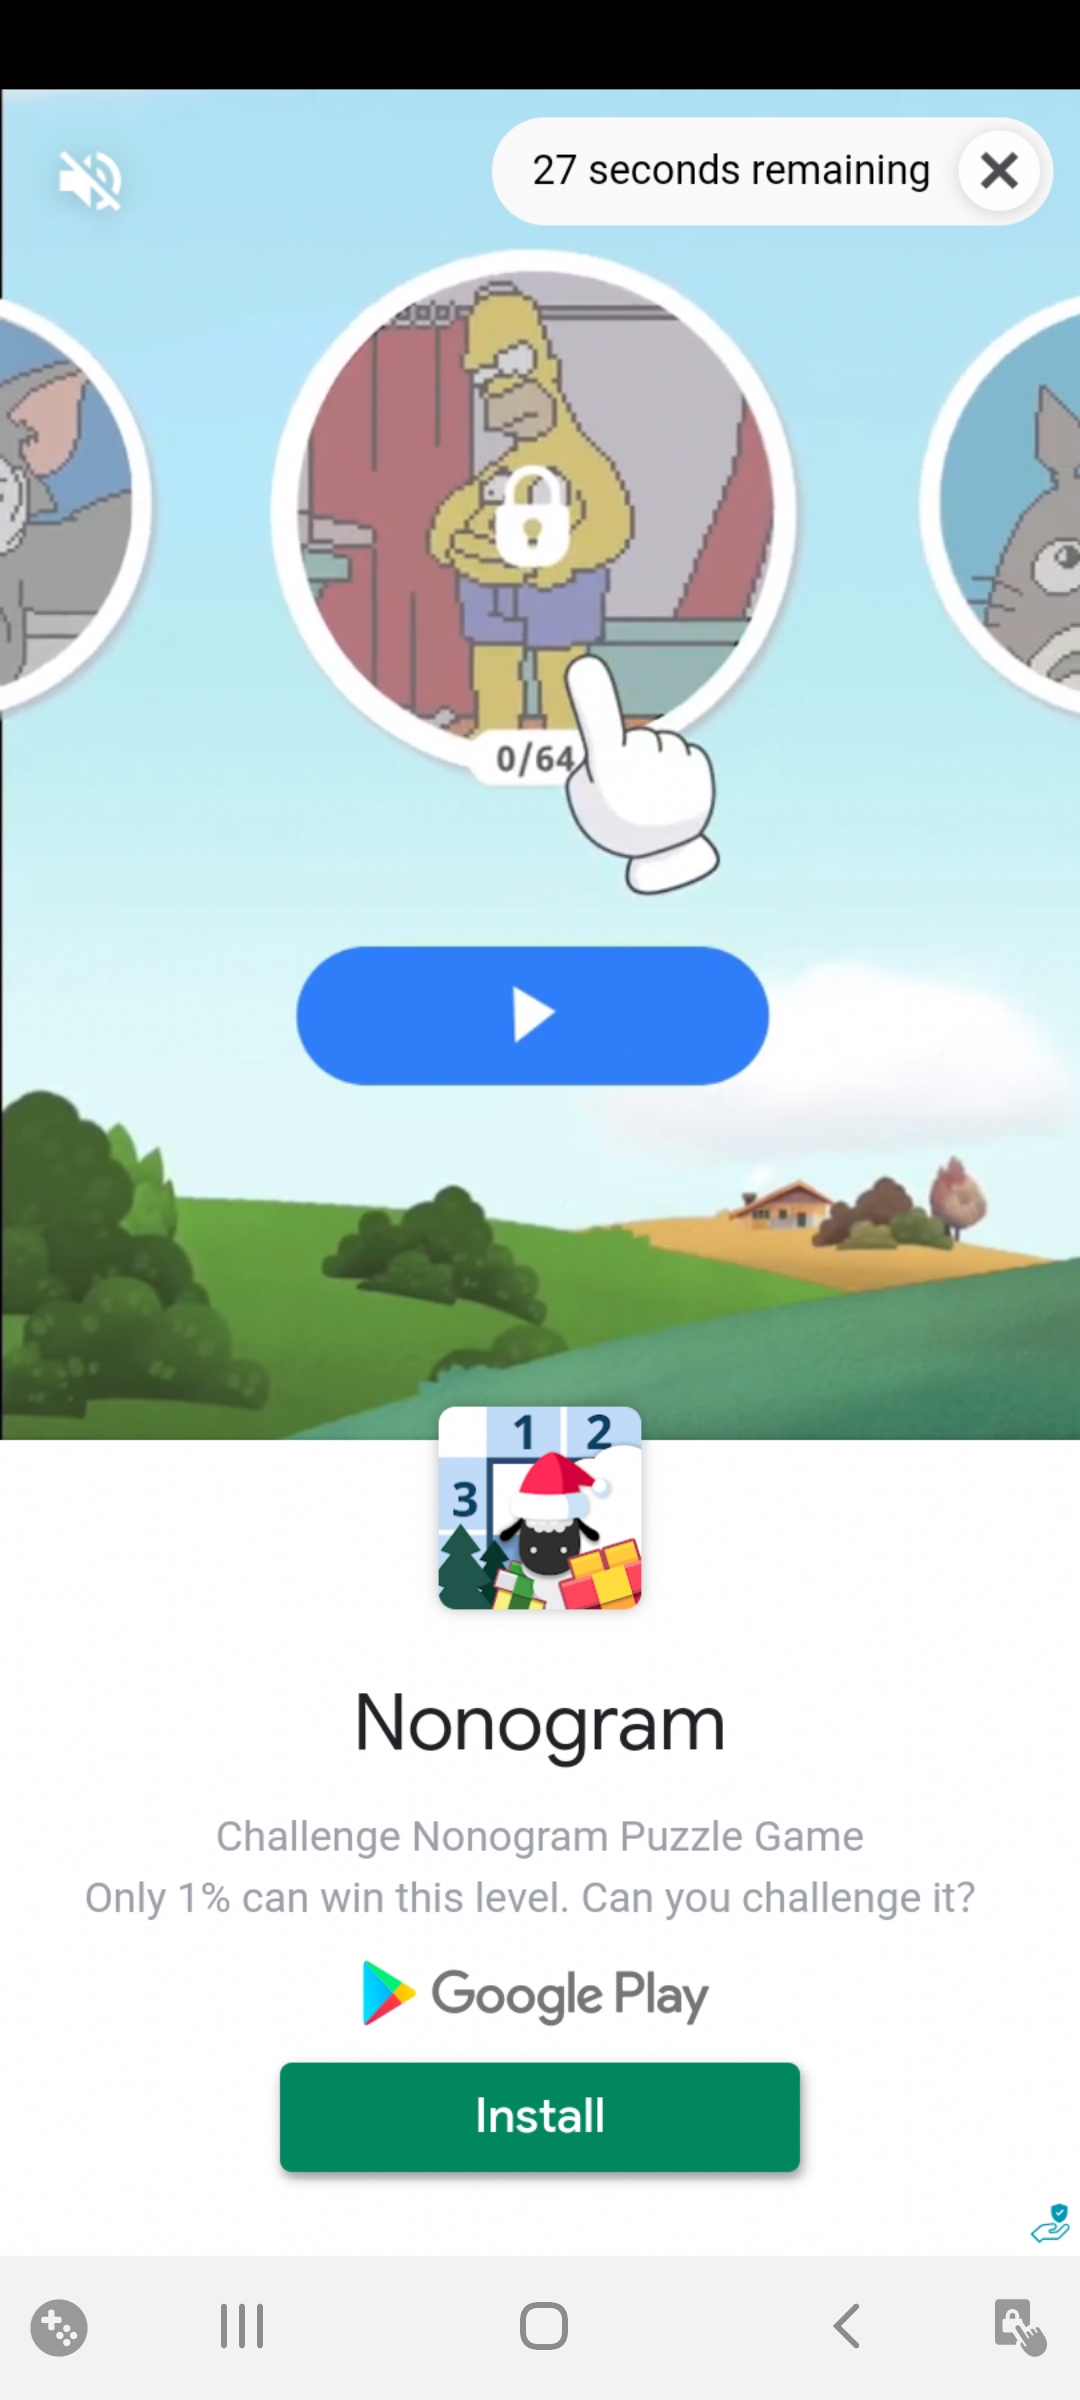 27 seconds remaining
0/64
1 2
3
Nonogram
Challenge Nonogram Puzzle Game
Only 1% can win this level. Can you challenge it?
Google Play
Install